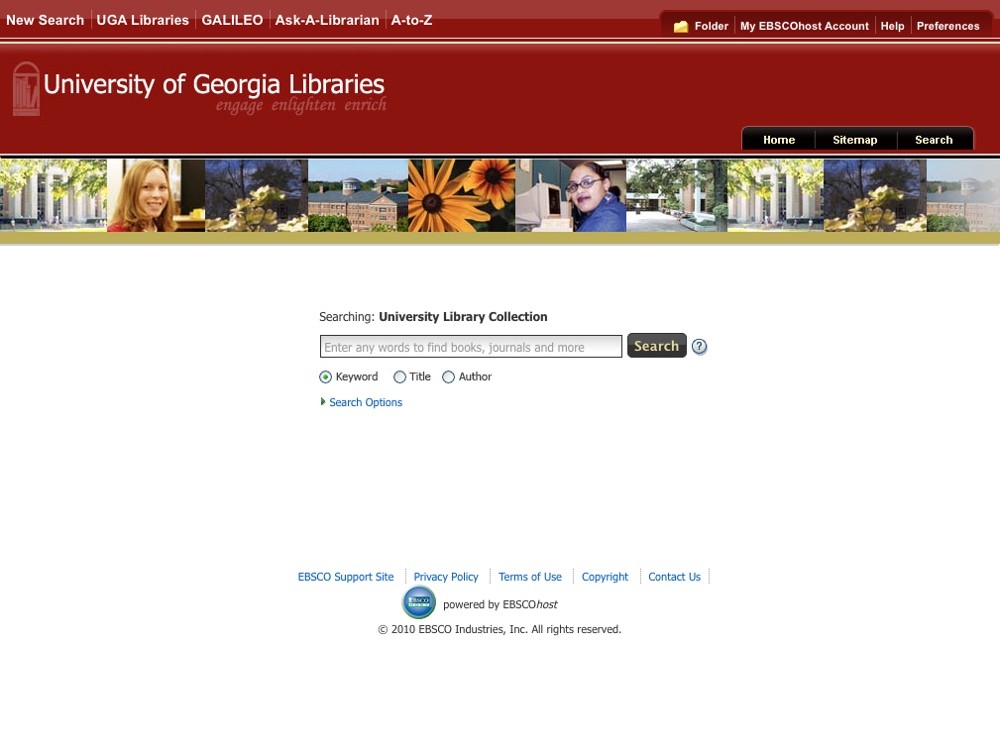 New Search UGA Libraries GALILEO Ask-A-Librarian A-to-Z
Folder My EBSCOhost Account Help Preferences
University of Georgia Libraries
engage enlighten enrich
Home Sitemap Search
Searching: University Library Collection
Enter any words to find books, journals and more Search ?
Keyword Title Author
Search Options
EBSCO Support Site Privacy Policy Terms of Use Copyright Contact Us
EBSCO
HOST
powered by EBSCOhost
© 2010 EBSCO Industries, Inc. All rights reserved.